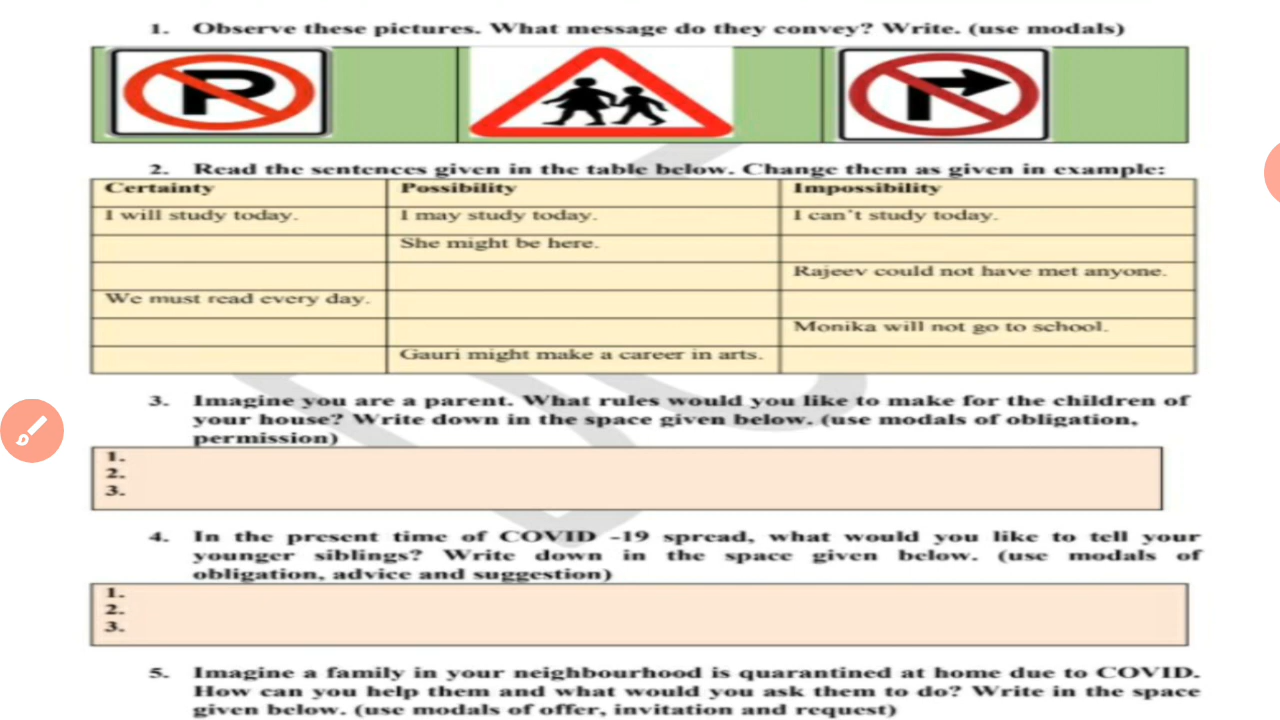 1. Observe these pictures. What message do they convey? Write. (use modals)
P
2. Read the sentences given in the table below. Change them as given in example:
Certainty Possibility Impossibility
I will study today. I may study today. I can't study today.
She might be here.
Rajeev could not have met anyone.
We must read every day.
Monika will not go to school.
Gauri might make a career in arts.
3. Imagine you are a parent. What rules would you like to make for the children of
your house? Write down in the space given below. (use modals of obligation,
permission)
1.
2.
3.
4. In the present time of COVID -19 spread, what would you like to tell your
younger siblings? Write down in the space given below. (use modals of
obligation, advice and suggestion)
1.
2.
3.
5. Imagine a family in your neighbourhood is quarantined at home due to COVID.
How can you help them and what would you ask them to do? Write in the space
given below. (use modals of offer, invitation and request)